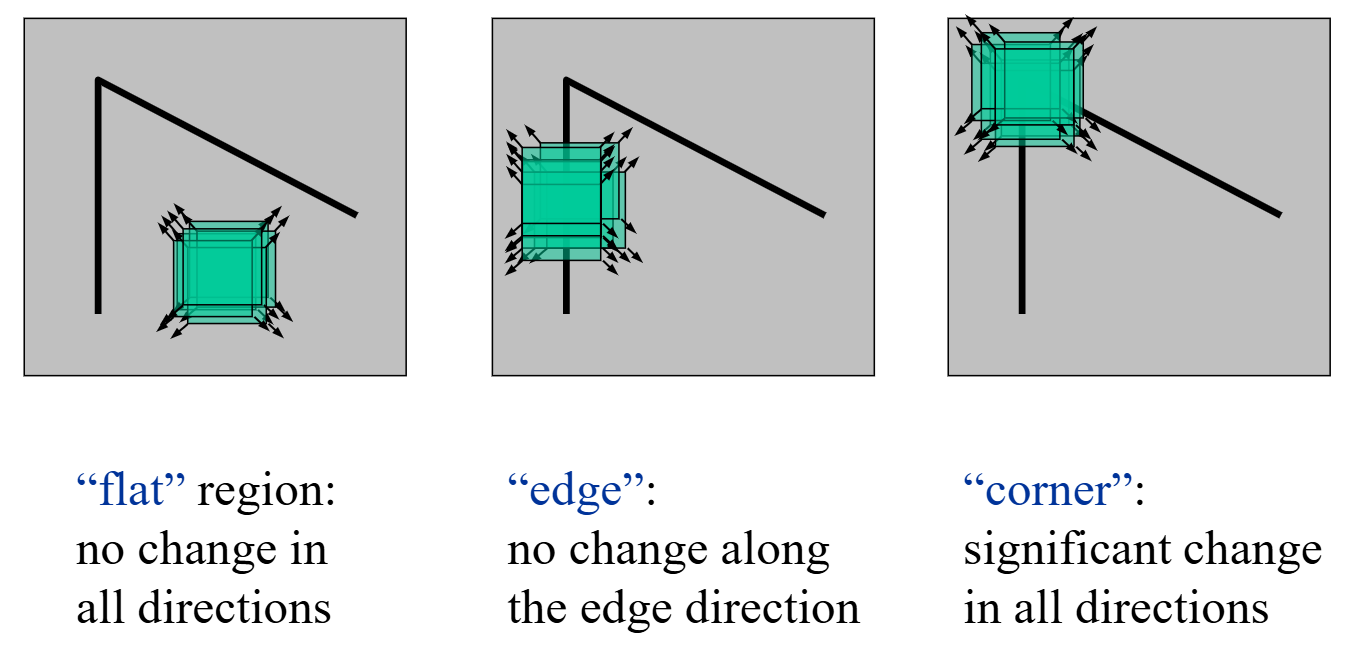 “flat” region:
no change in
all directions
“edge”:
no change along
the edge direction
“corner”:
significant change
in all directions